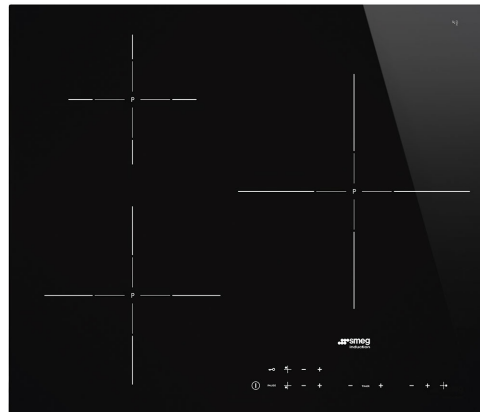 P
P
P
smeg
induction
- +
PAUSE - + - TIMER + - +